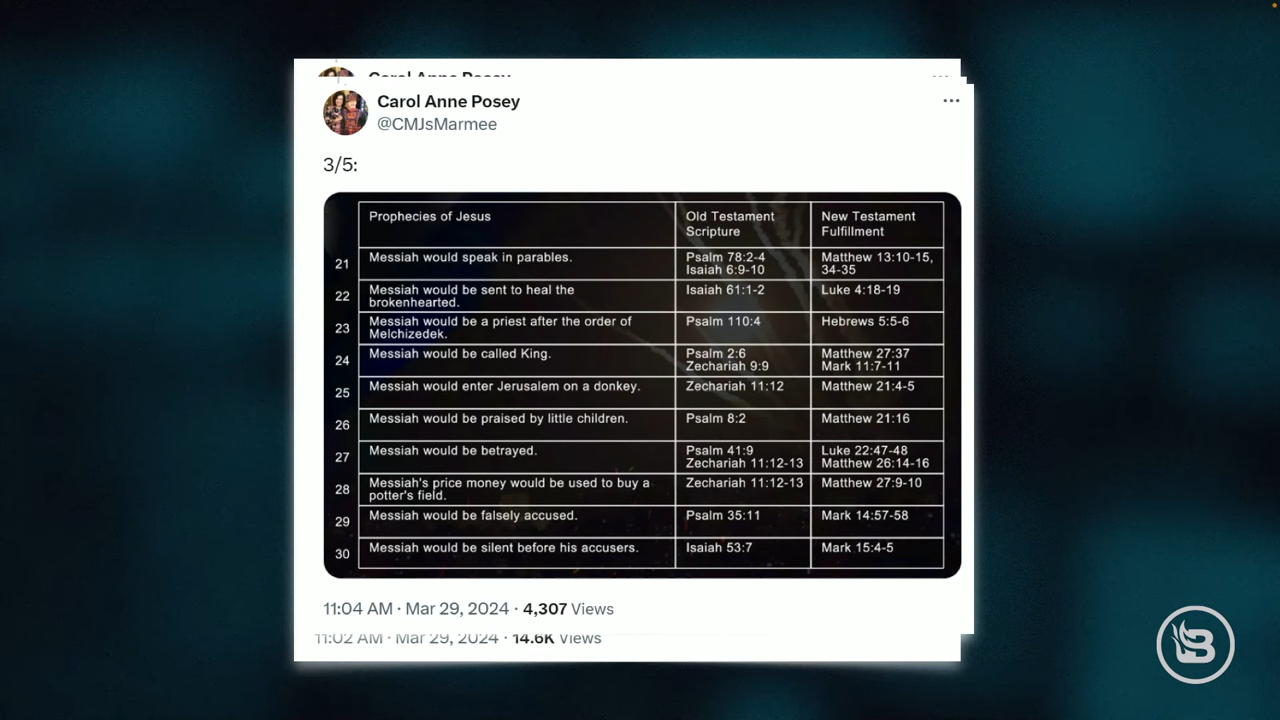 Carol Anne Posey
Carol Anne Posey
@CMJsMarmee
3/5:
Prophecies of Jesus
Old Testament
Scripture
New Testament
Fulfillment
21
Messiah would speak in parables.
Psalm 78:2-4
Isaiah 6:9-10
Matthew 13:10-15,
34-35
22
Messiah would be sent to heal the
brokenhearted.
Isaiah 61:1-2
Luke 4:18-19
23
Messiah would be a priest after the order of
Melchizedek.
Psalm 110:4
Hebrews 5:5-6
24
Messiah would be called King.
Psalm 2:6
Zechariah 9:9
Matthew 27:37
Mark 11:7-11
25
Messiah would enter Jerusalem on a donkey.
Zechariah 11:12
Matthew 21:4-5
26
Messiah would be praised by little children.
Psalm 8:2
Matthew 21:16
27
Messiah would be betrayed.
Psalm 41:9
Zechariah 11:12-13
Luke 22:47-48
Matthew 26:14-16
28
Messiah's price money would be used to buy a
potter's field.
Zechariah 11:12-13
Matthew 27:9-10
29
Messiah would be falsely accused.
Psalm 35:11
Mark 14:57-58
30
Messiah would be silent before his accusers.
Isaiah 53:7
Mark 15:4-5
11:04 AM · Mar 29, 2024 · 4,307 Views
11:02 AM · Mar 29, 2024 · 14.6K Views
B